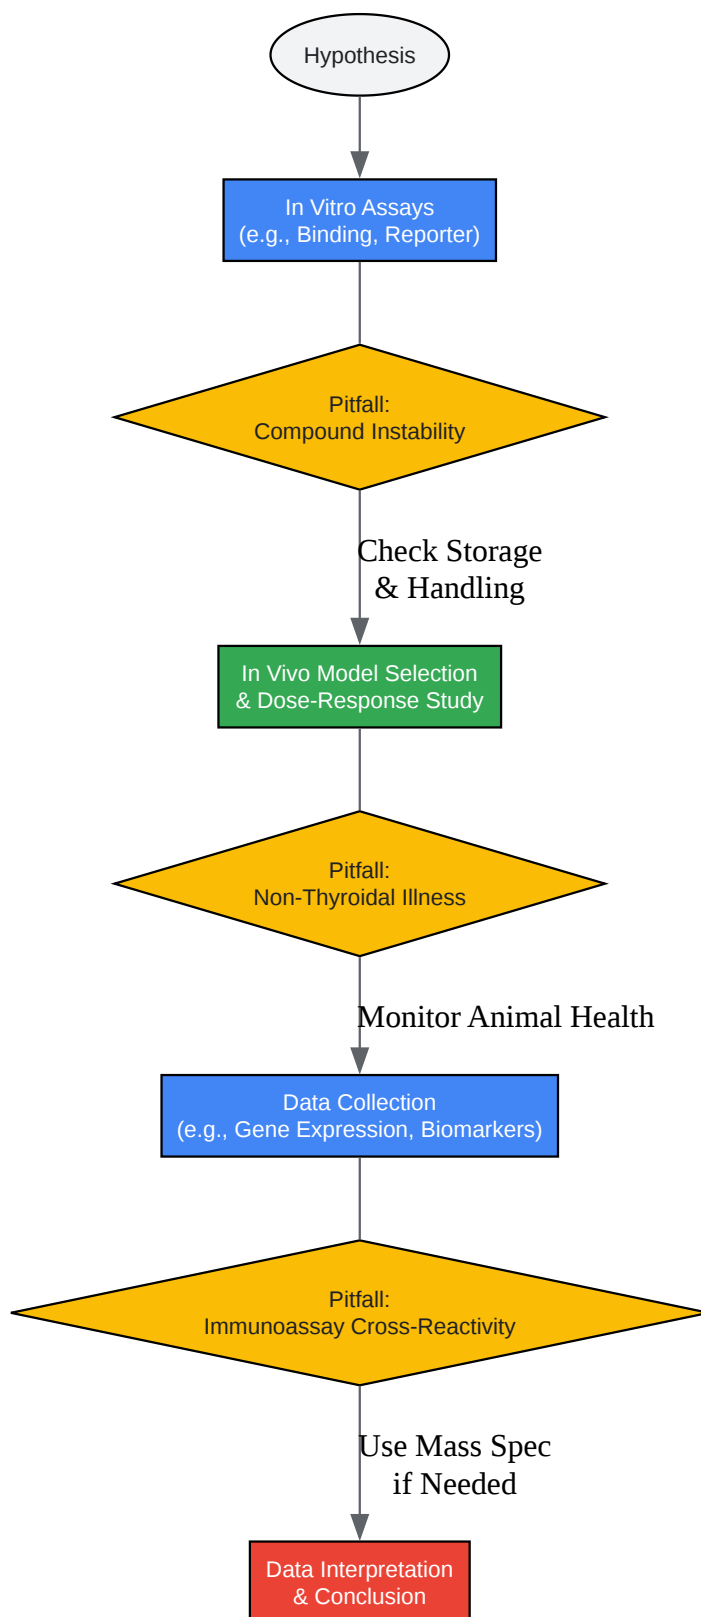 Hypothesis
In Vitro Assays
(e.g., Binding, Reporter)
Pitfall:
Compound Instability
Check Storage
& Handling
In Vivo Model Selection
& Dose-Response Study
Pitfall:
Non-Thyroidal Illness
Monitor Animal Health
Data Collection
(e.g., Gene Expression, Biomarkers)
Pitfall:
Immunoassay Cross-Reactivity
Use Mass Spec
if Needed
Data Interpretation
& Conclusion